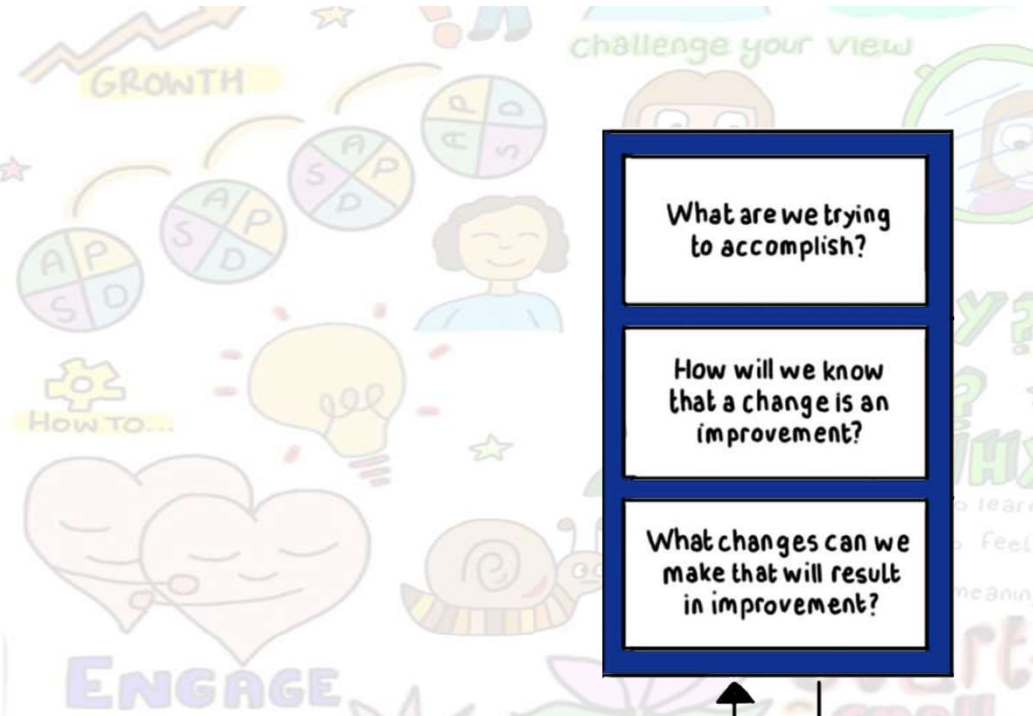 challenge your view
GROWTH
A P
S D
A
S P
D
A
S P
D
P D
A S
What are we trying
to accomplish?
How will we know
that a change is an
improvement?
HOW TO...
What changes can we
make that will result
in improvement?
ENGAGE